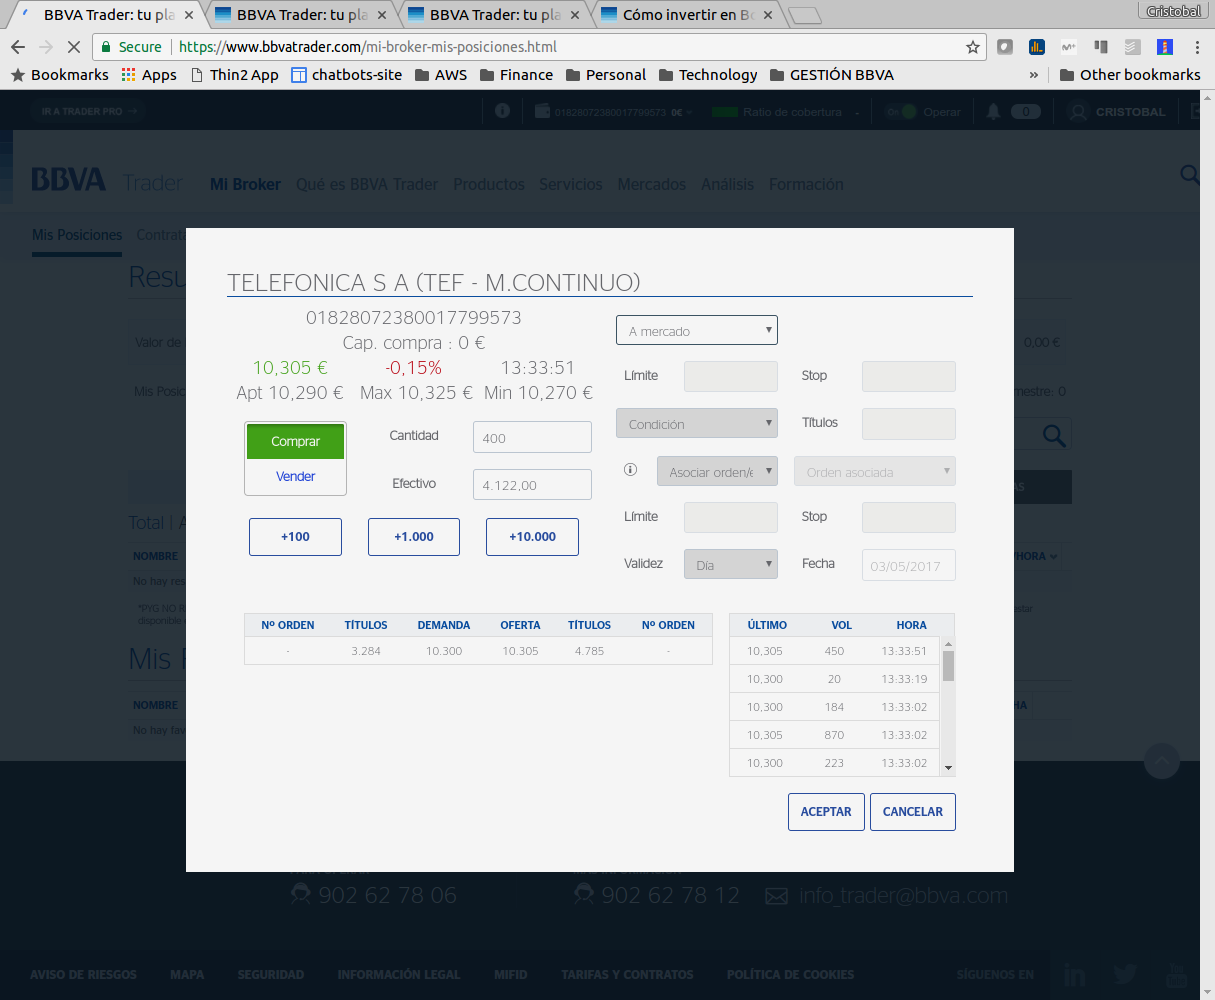 Cristobal
BBVA Trader: tu pla
BBVA Trader: tu pla
BBVA Trader: tu pla
Cómo invertir en Bo
Secure https://www.bbvatrader.com/mi-broker-mis-posiciones.html
Bookmarks Apps Thin2 App chatbots-site AWS Finance Personal Technology GESTIÓN BBVA » Other bookmarks
IR A TRADER PRO 01828072380017799573 0€ Ratio de cobertura - On Operar 0 CRISTOBAL
BBVA Trader Mi Broker Qué es BBVA Trader Productos Servicios Mercados Análisis Formación
Mis Posiciones Contrata
Resu
Valor de 0,00 €
Mis Posic mestre: 0
AS
Total | A
NOMBRE /HORA
No hay res
*PYG NO R estar
disponible
Mis F
NOMBRE HA
No hay fav
TELEFONICA S A (TEF - M.CONTINUO)
01828072380017799573
Cap. compra : 0 €
10,305 € -0,15% 13:33:51
Apt 10,290 € Max 10,325 € Min 10,270 €
Comprar
Vender
Cantidad 400
Efectivo 4.122,00
+100 +1.000 +10.000
A mercado
Límite Stop
Condición Títulos
Asociar orden/e Orden asociada
Límite Stop
Validez Día Fecha 03/05/2017
Nº ORDEN TÍTULOS DEMANDA OFERTA TÍTULOS Nº ORDEN
- 3.284 10.300 10.305 4.785 -
ÚLTIMO VOL HORA
10,305 450 13:33:51
10,300 20 13:33:19
10,300 184 13:33:02
10,305 870 13:33:02
10,300 223 13:33:02
ACEPTAR CANCELAR
902 62 78 06 902 62 78 12 info_trader@bbva.com
AVISO DE RIESGOS MAPA SEGURIDAD INFORMACIÓN LEGAL MIFID TARIFAS Y CONTRATOS POLÍTICA DE COOKIES SÍGUENOS EN